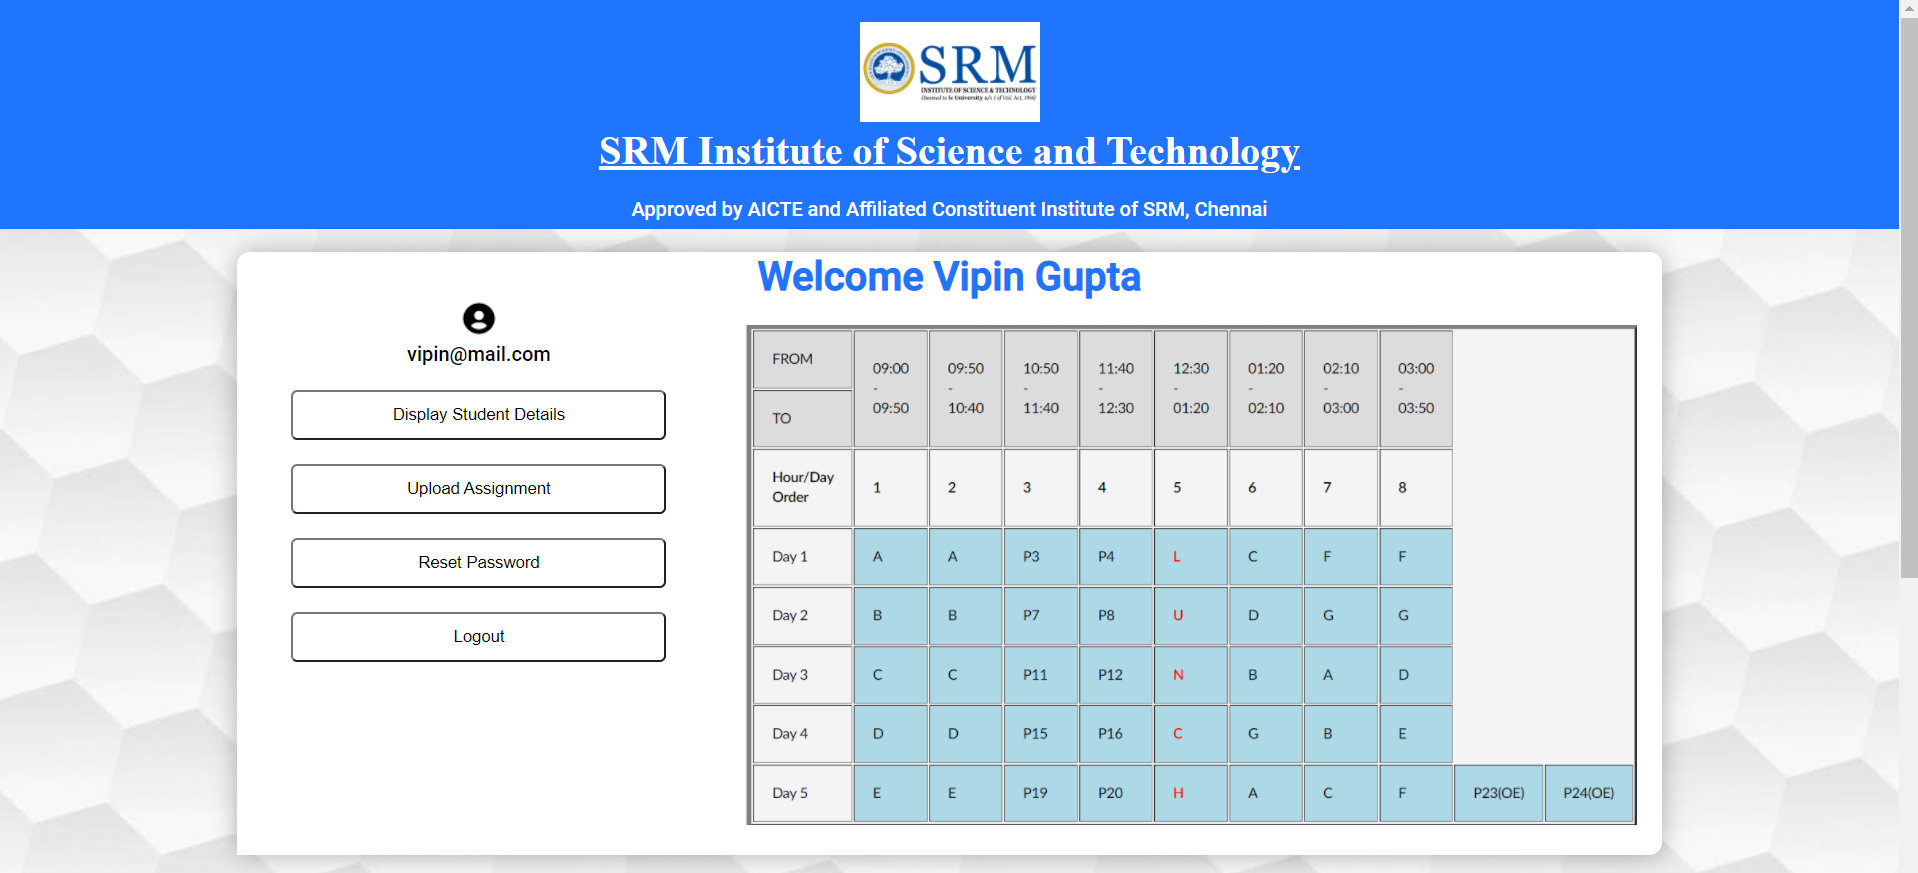 SRM
INSTITUTE OF SCIENCE & TECHNOLOGY
(Deemed to be University u/s 3 of UGC Act, 1956)
SRM Institute of Science and Technology
Approved by AICTE and Affiliated Constituent Institute of SRM, Chennai
Welcome Vipin Gupta
vipin@mail.com
Display Student Details
Upload Assignment
Reset Password
Logout
FROM
TO
09:00 - 09:50
09:50 - 10:40
10:50 - 11:40
11:40 - 12:30
12:30 - 01:20
01:20 - 02:10
02:10 - 03:00
03:00 - 03:50
Hour/Day Order 1 2 3 4 5 6 7 8
Day 1 A A P3 P4 L C F F
Day 2 B B P7 P8 U D G G
Day 3 C C P11 P12 N B A D
Day 4 D D P15 P16 C G B E
Day 5 E E P19 P20 H A C F P23(OE) P24(OE)